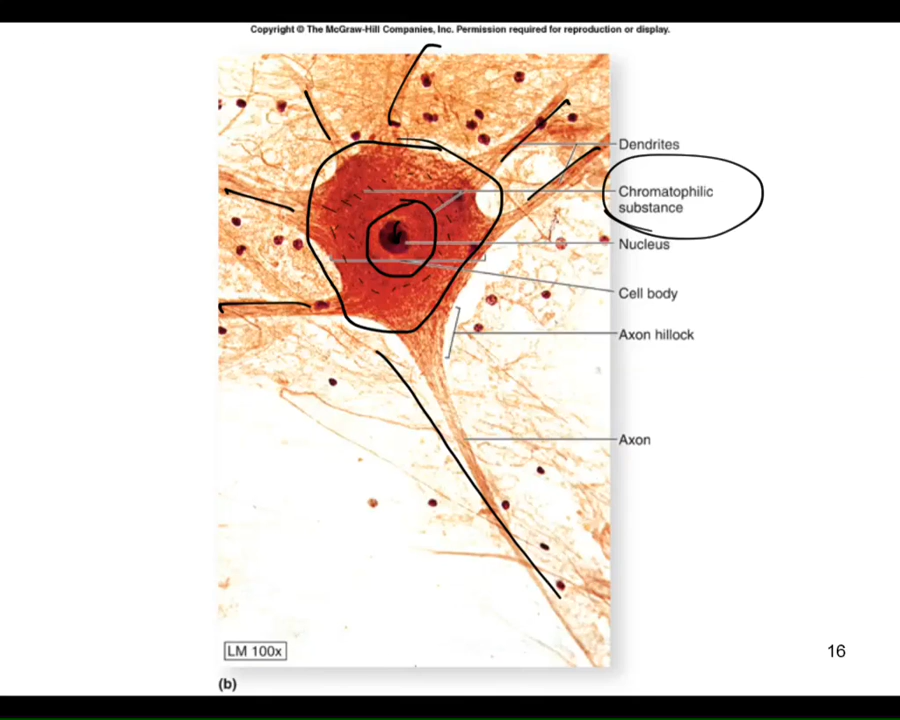 Copyright © The McGraw-Hill Companies, Inc. Permission required for reproduction or display.
Dendrites
Chromatophilic
substance
Nucleus
Cell body
Axon hillock
Axon
LM 100x
16
(b)